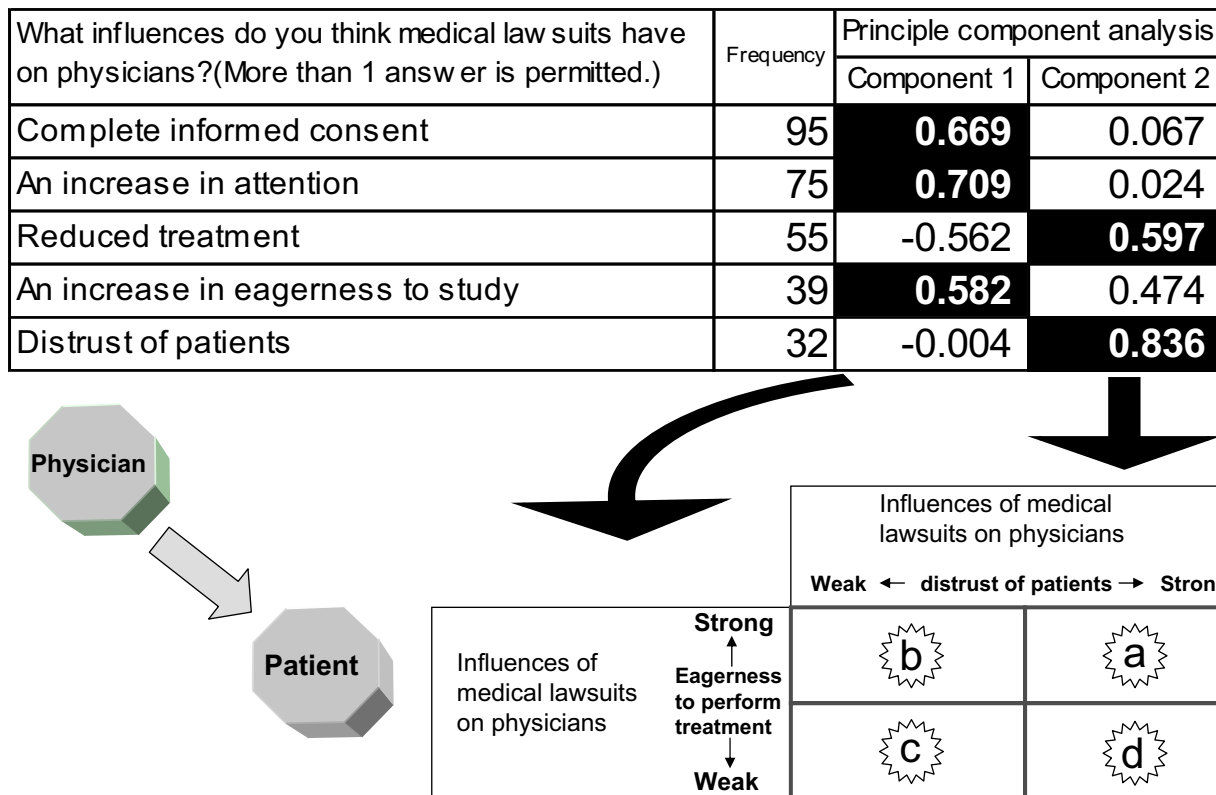 What influences do you think medical law suits have
on physicians?(More than 1 answer is permitted.)
Frequency
Principle component analysis
Component 1
Component 2
Complete informed consent 95 0.669 0.067
An increase in attention 75 0.709 0.024
Reduced treatment 55 -0.562 0.597
An increase in eagerness to study 39 0.582 0.474
Distrust of patients 32 -0.004 0.836
Physician
Patient
Influences of medical
lawsuits on physicians
Weak ← distrust of patients → Stron
Influences of
medical lawsuits
on physicians
Strong
↑
Eagerness
to perform
treatment
↓
Weak
b a
c d